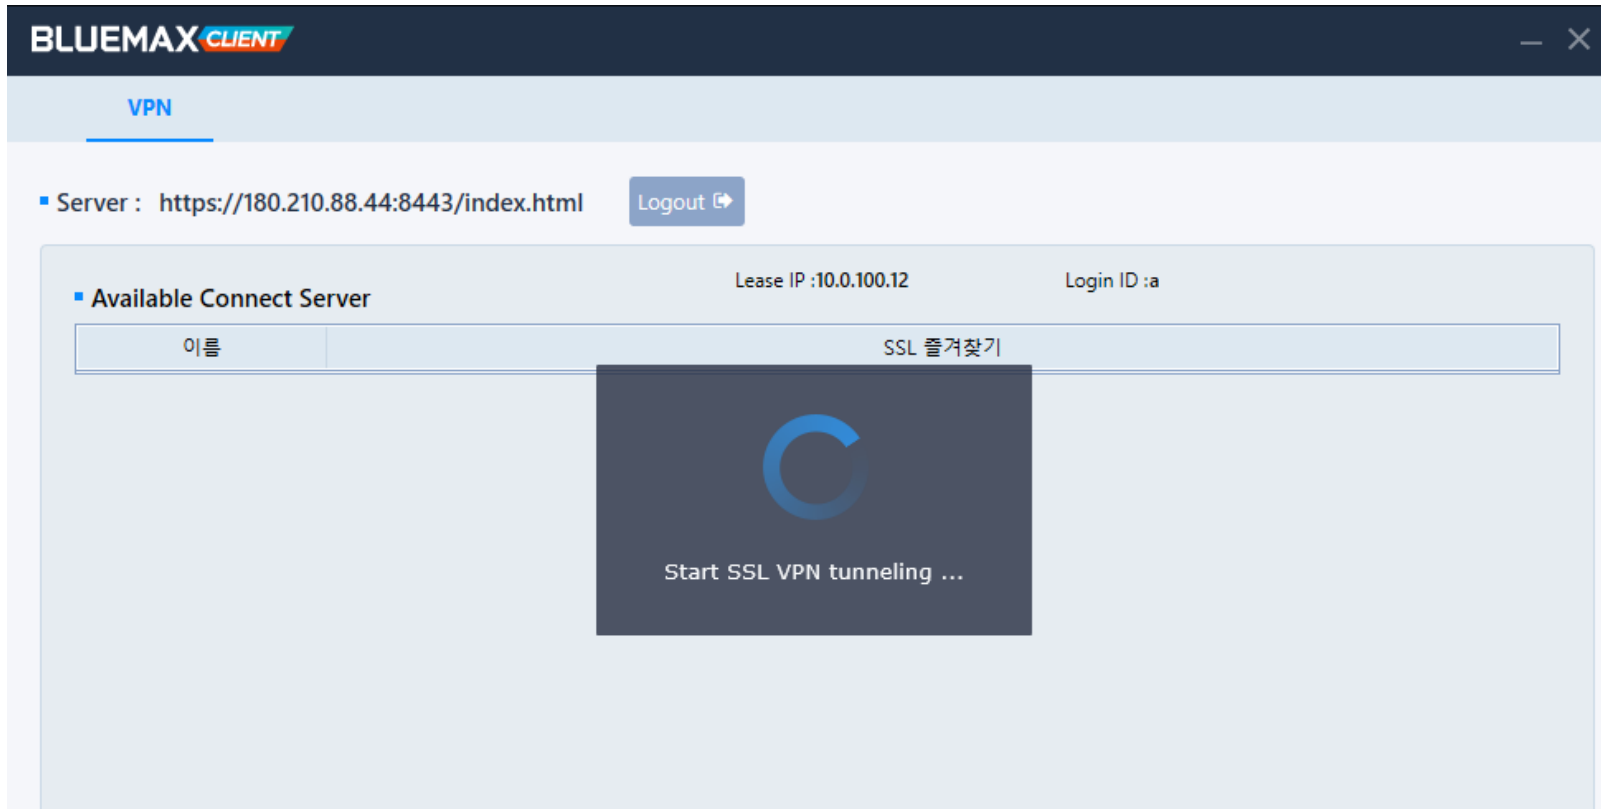 BLUEMAX CLIENT
VPN
Server : https://180.210.88.44:8443/index.html Logout
Lease IP :10.0.100.12 Login ID :a
Available Connect Server
이름 SSL 즐겨찾기
Start SSL VPN tunneling ...